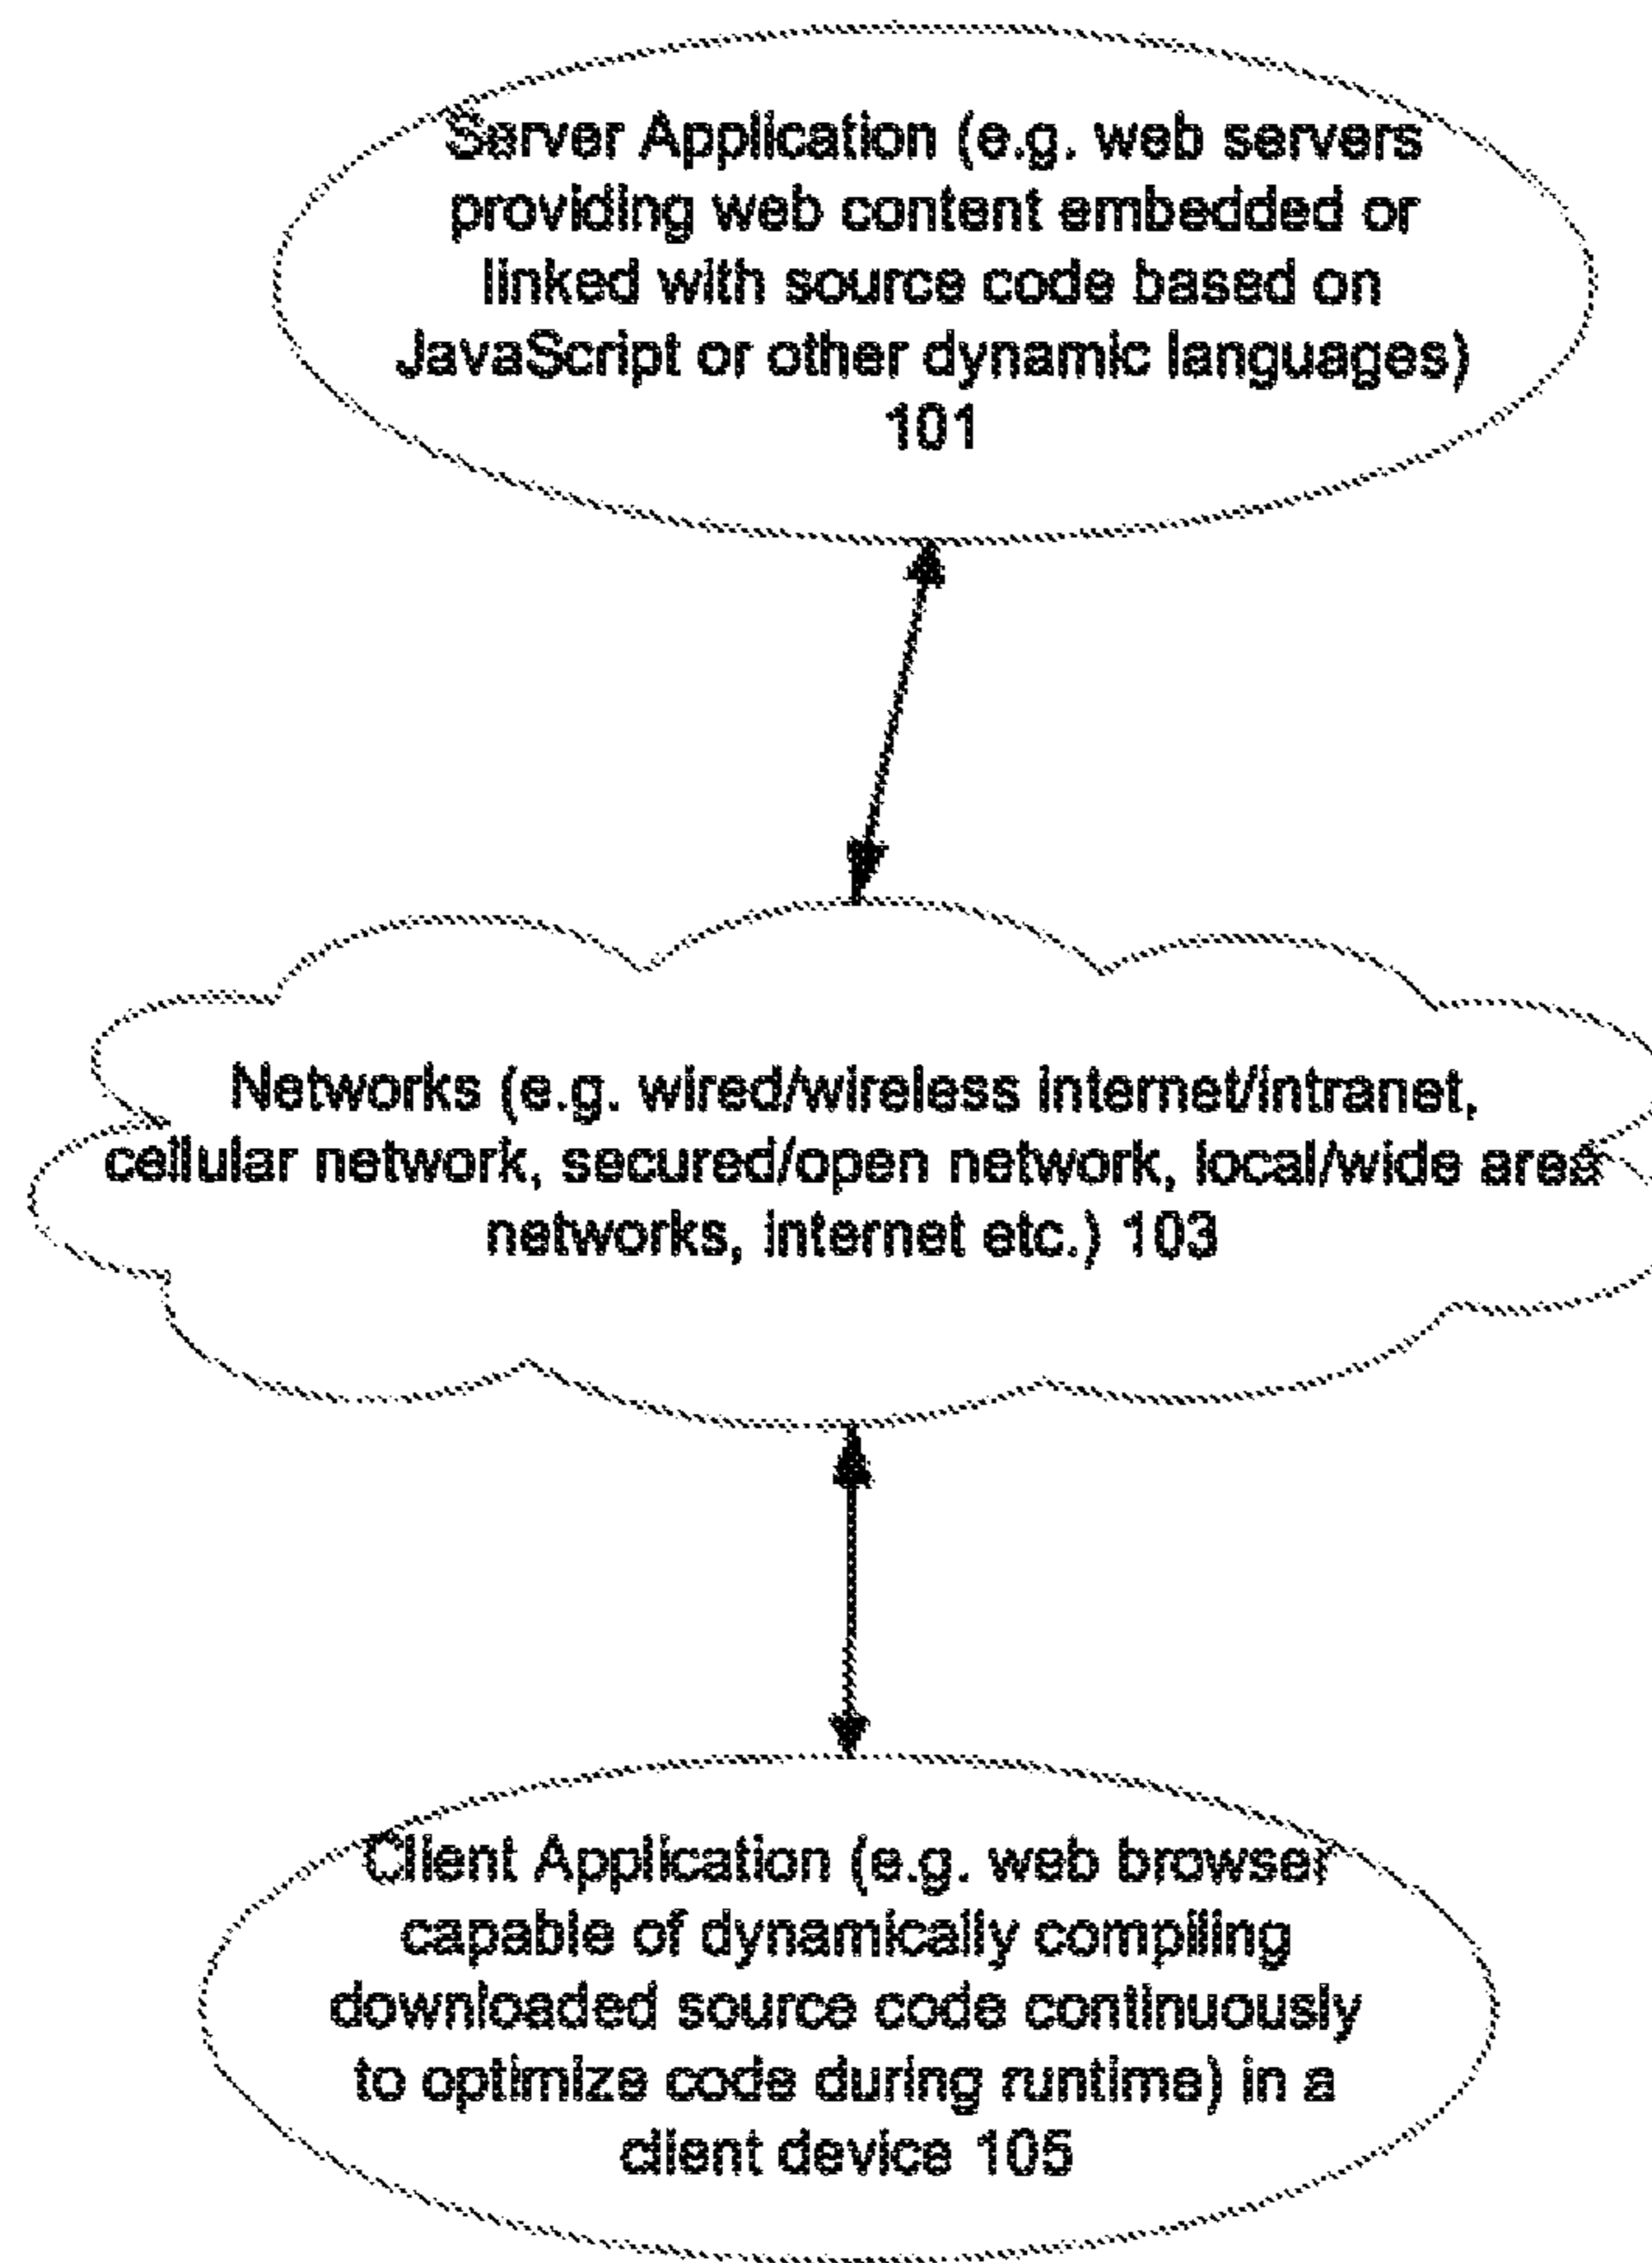 Server Application (e.g. web servers
providing web content embedded or
linked with source code based on
JavaScript or other dynamic languages)
101
Networks (e.g. wired/wireless internet/intranet,
cellular network, secured/open network, local/wide area
networks, internet etc.) 103
Client Application (e.g. web browser
capable of dynamically compiling
downloaded source code continuously
to optimize code during runtime) in a
client device 105